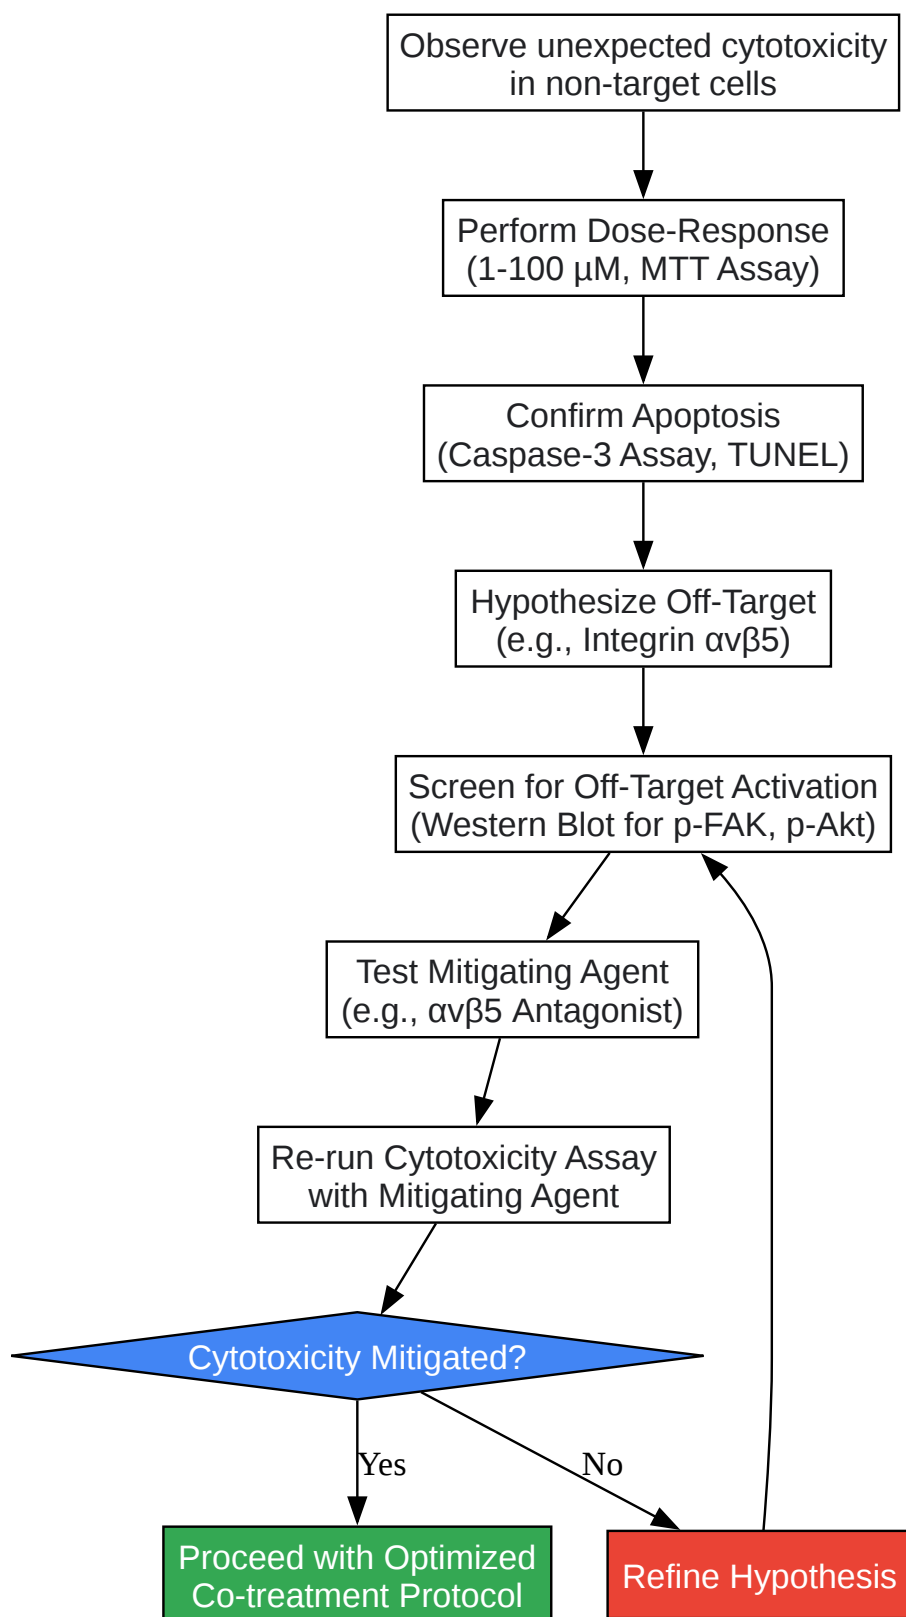 Observe unexpected cytotoxicity
in non-target cells
Perform Dose-Response
(1-100 µM, MTT Assay)
Confirm Apoptosis
(Caspase-3 Assay, TUNEL)
Hypothesize Off-Target
(e.g., Integrin αvβ5)
Screen for Off-Target Activation
(Western Blot for p-FAK, p-Akt)
Test Mitigating Agent
(e.g., αvβ5 Antagonist)
Re-run Cytotoxicity Assay
with Mitigating Agent
Cytotoxicity Mitigated?
Yes
No
Proceed with Optimized
Co-treatment Protocol
Refine Hypothesis